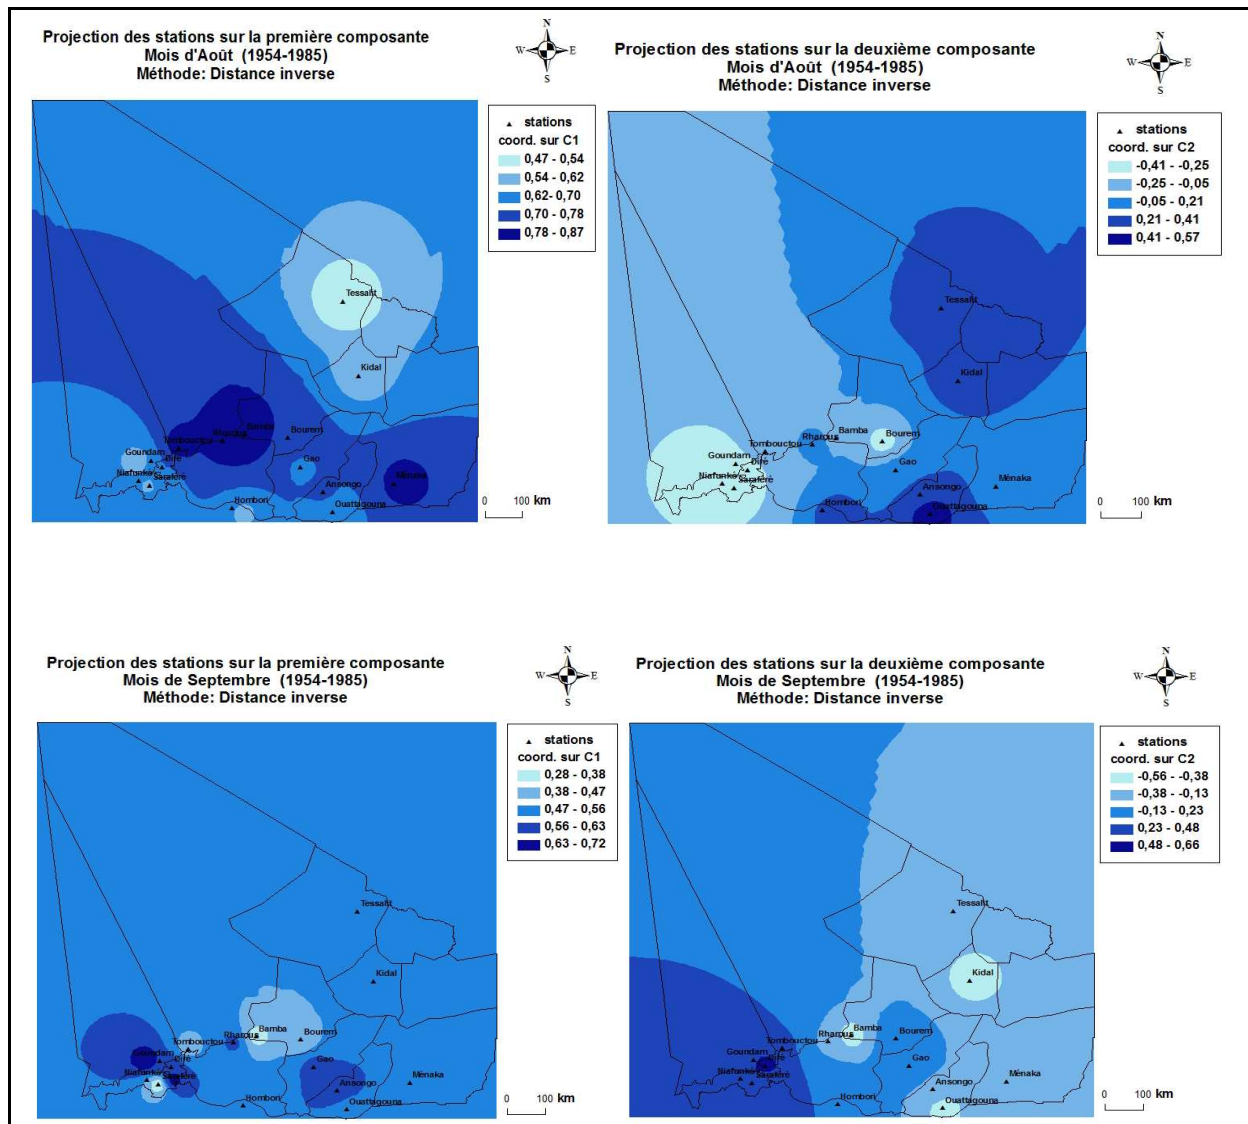 Projection des stations sur la première composante
Mois d'Août (1954-1985)
Méthode: Distance inverse
N
W
E
S
stations
coord. sur C1
0,47 - 0,54
0,54 - 0,62
0,62- 0,70
0,70 - 0,78
0,78 - 0,87
Tessalit
Kidal
Bamba
Rharous
Bourem
Tombouctou
Goundam
Diré
Gao
Niafunké
Saraféré
Ménaka
Ansongo
Hombori
Ouattagouna
0 100 km
Projection des stations sur la deuxième composante
Mois d'Août (1954-1985)
Méthode: Distance inverse
N
W
E
S
stations
coord. sur C2
-0,41 - -0,25
-0,25 - -0,05
-0,05 - 0,21
0,21 - 0,41
0,41 - 0,57
Tessalit
Kidal
Bamba
Rharous
Bourem
Tombouctou
Goundam
Diré
Gao
Niafunké
Saraféré
Ménaka
Ansongo
Hombori
Ouattagouna
0 100 km
Projection des stations sur la première composante
Mois de Septembre (1954-1985)
Méthode: Distance inverse
N
W
E
S
stations
coord. sur C1
0,28 - 0,38
0,38 - 0,47
0,47 - 0,56
0,56 - 0,63
0,63 - 0,72
Tessalit
Kidal
Bamba
Rharous
Bourem
Tombouctou
Goundam
Diré
Gao
Niafunké
Saraféré
Ménaka
Ansongo
Hombori
Ouattagouna
0 100 km
Projection des stations sur la deuxième composante
Mois de Septembre (1954-1985)
Méthode: Distance inverse
N
W
E
S
stations
coord. sur C2
-0,56 - -0,38
-0,38 - -0,13
-0,13 - 0,23
0,23 - 0,48
0,48 - 0,66
Tessalit
Kidal
Bamba
Rharous
Bourem
Tombouctou
Goundam
Diré
Gao
Niafunké
Saraféré
Ménaka
Ansongo
Hombori
Ouattagouna
0 100 km